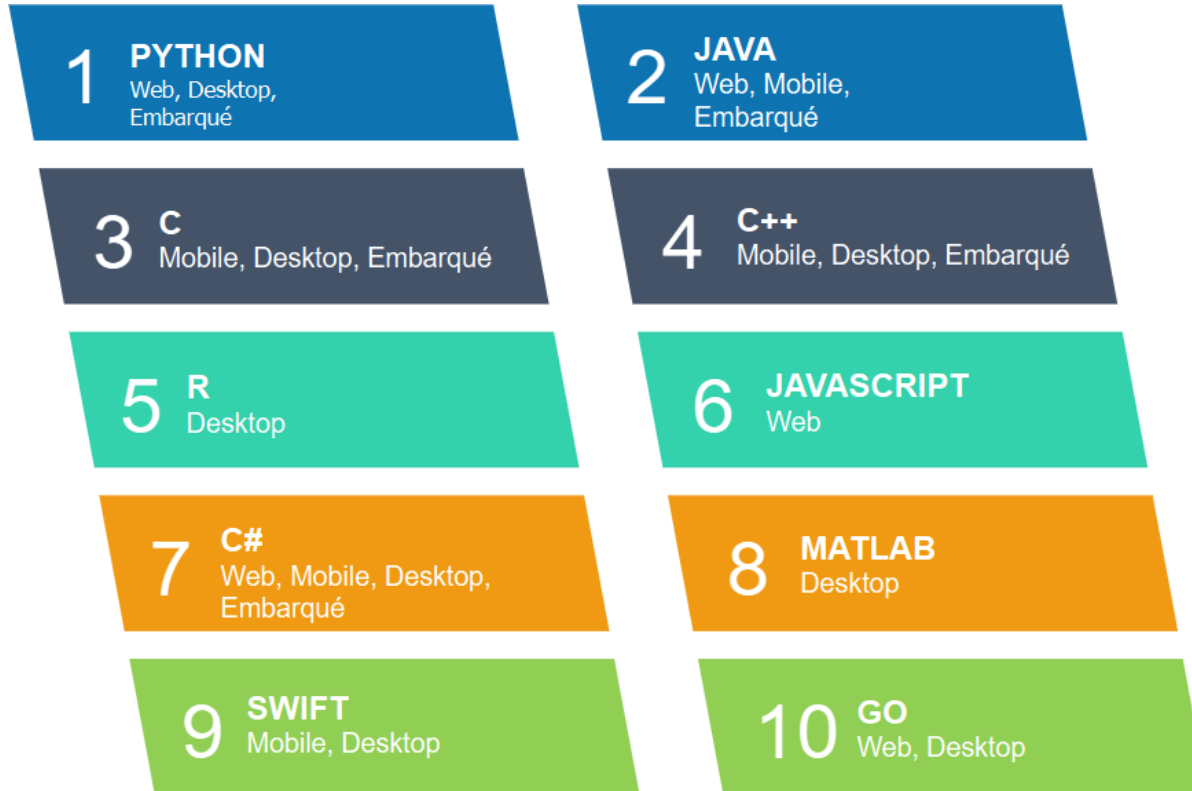 1
PYTHON
Web, Desktop,
Embarqué
2
JAVA
Web, Mobile,
Embarqué
3
C
Mobile, Desktop, Embarqué
4
C++
Mobile, Desktop, Embarqué
5
R
Desktop
6
JAVASCRIPT
Web
7
C#
Web, Mobile, Desktop,
Embarqué
8
MATLAB
Desktop
9
SWIFT
Mobile, Desktop
10
GO
Web, Desktop